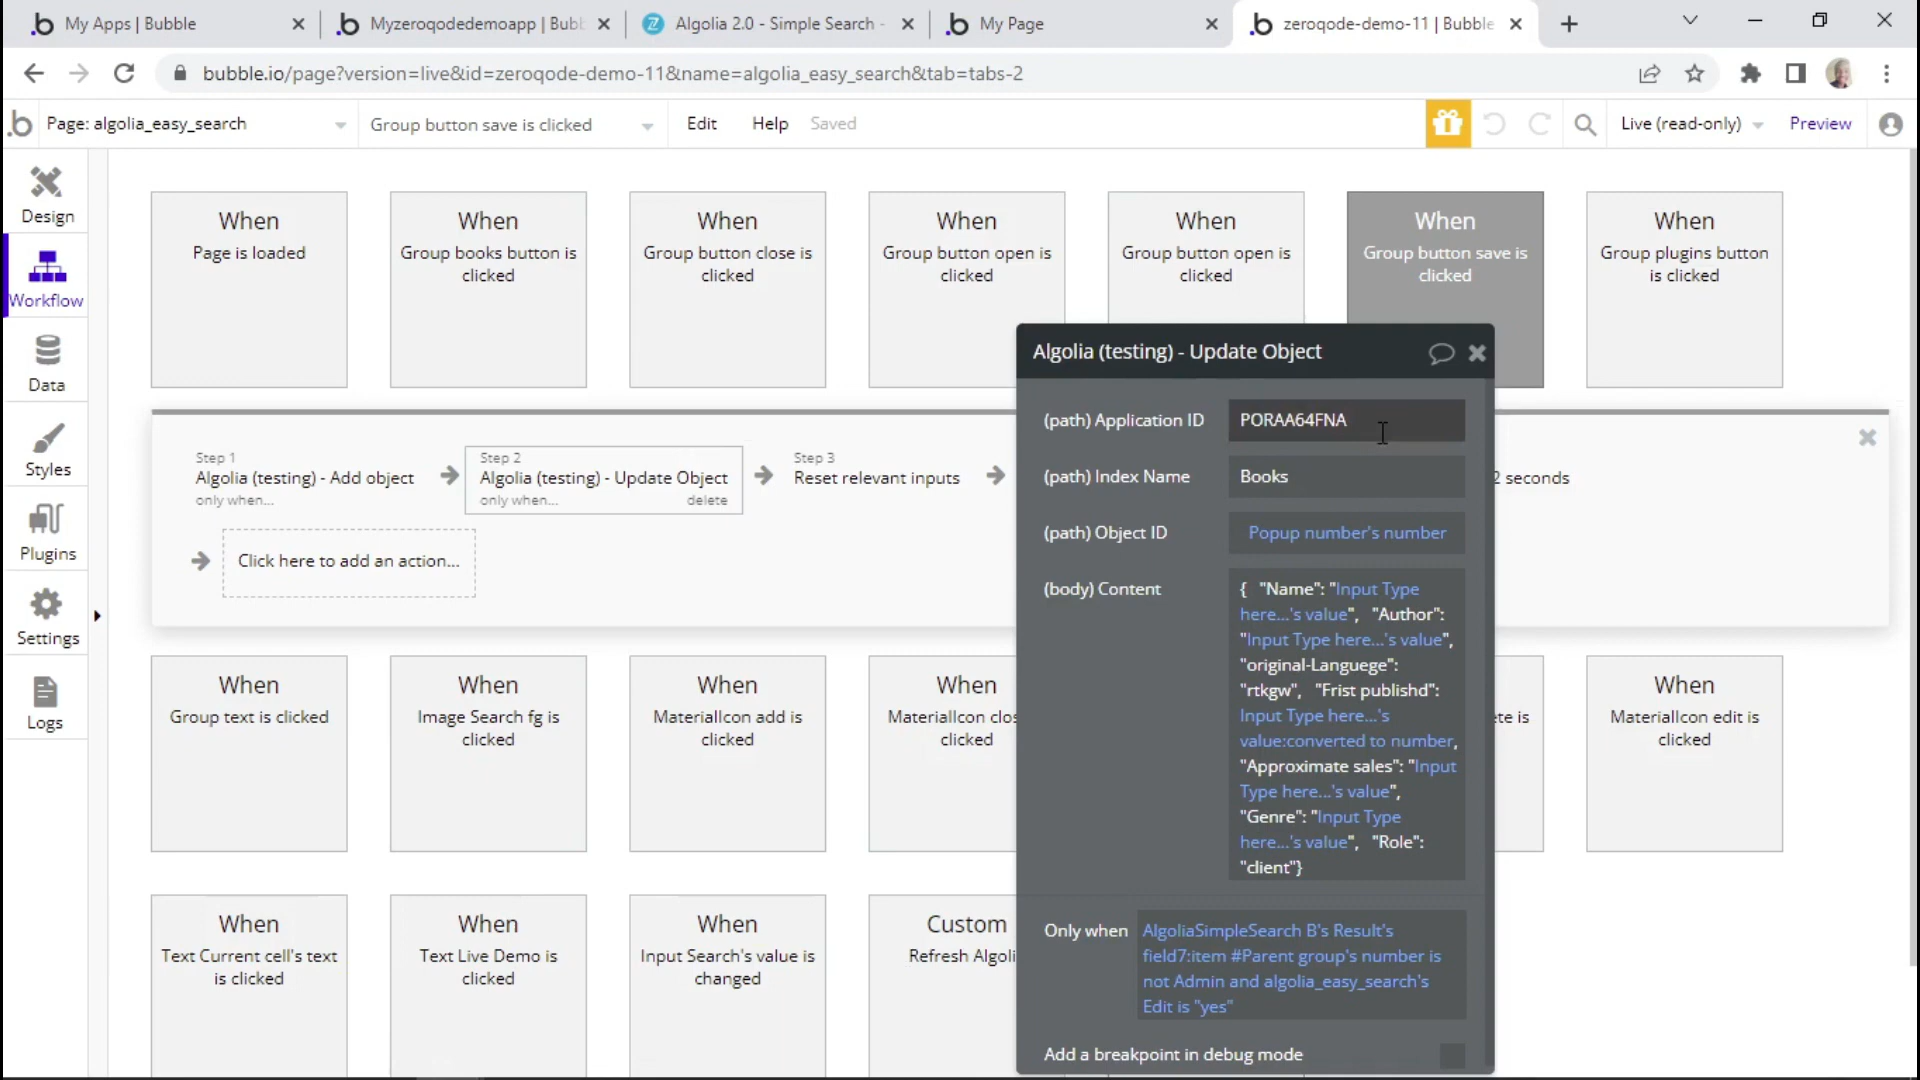 My Apps | Bubble
Myzeroqodedemoapp | Bubb
Algolia 2.0 - Simple Search -
My Page
zeroqode-demo-11 | Bubble
bubble.io/page?version=live&id=zeroqode-demo-11&name=algolia_easy_search&tab=tabs-2
Page: algolia_easy_search
Group button save is clicked
Edit
Help
Saved
Live (read-only)
Preview
Design
Workflow
Data
Styles
Plugins
Settings
Logs
When
Page is loaded
When
Group books button is
clicked
When
Group button close is
clicked
When
Group button open is
clicked
When
Group button open is
clicked
When
Group button save is
clicked
When
Group plugins button
is clicked
Step 1
Algolia (testing) - Add object
only when...
Step 2
Algolia (testing) - Update Object
only when...
delete
Step 3
Reset relevant inputs
2 seconds
Click here to add an action...
Algolia (testing) - Update Object
(path) Application ID
PORAA64FNA
(path) Index Name
Books
(path) Object ID
Popup number's number
(body) Content
{ "Name": "Input Type
here...'s value", "Author":
"Input Type here...'s value",
"original-Languege":
"rtkgw", "Frist publishd":
Input Type here...'s
value:converted to number,
"Approximate sales": "Input
Type here...'s value",
"Genre": "Input Type
here...'s value", "Role":
"client"}
Only when
AlgoliaSimpleSearch B's Result's
field7:item #Parent group's number is
not Admin and algolia_easy_search's
Edit is "yes"
Add a breakpoint in debug mode
When
Group text is clicked
When
Image Search fg is
clicked
When
MaterialIcon add is
clicked
When
MaterialIcon clos
clicked
ete is
When
MaterialIcon edit is
clicked
When
Text Current cell's text
is clicked
When
Text Live Demo is
clicked
When
Input Search's value is
changed
Custom
Refresh Algoli